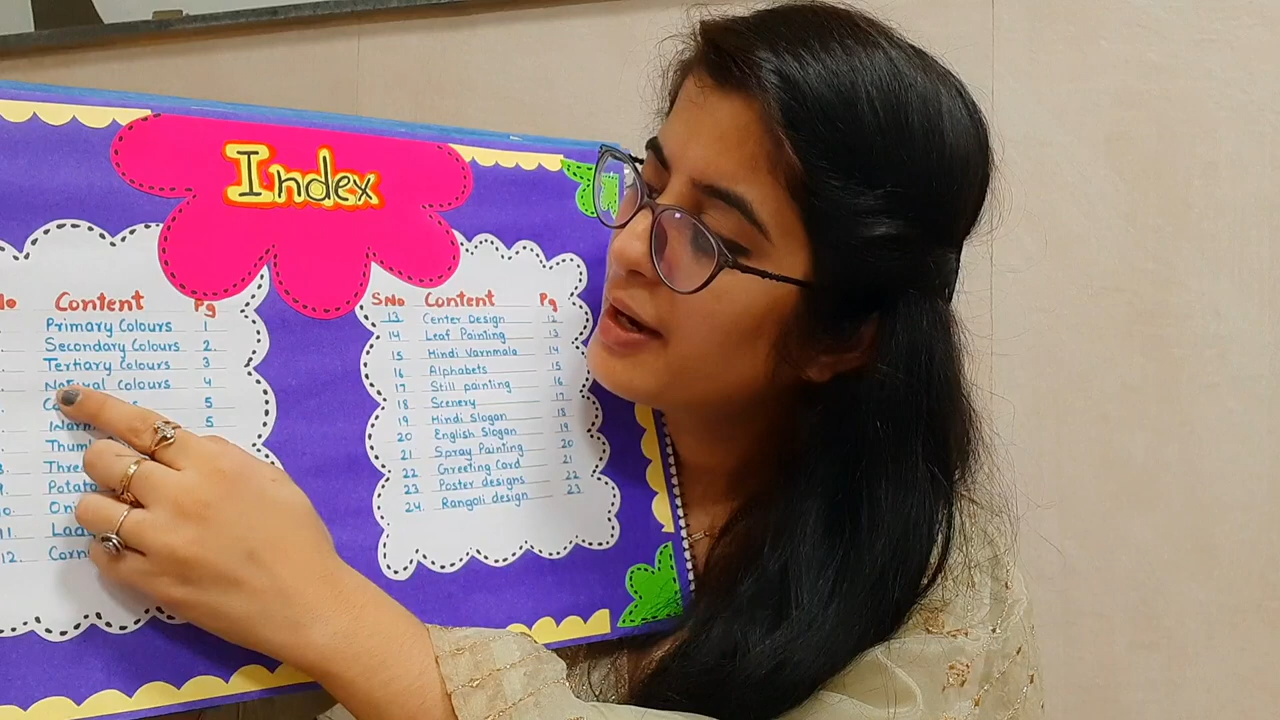 Index
Content Pg
Primary Colours 1
Secondary Colours 2.
Tertiary Colours 3
Natural Colours 4
5
5
10.
11.
12.
SNo Content Pg
13 Center Design 12
14 Leaf Painting 13
15 Hindi Varnmala 14
16 Alphabets 15
17 Still painting 16
18 Scenery 17
19 Hindi Slogan 18
20 English Slogan 19
21 Spray Painting 20
22 Greeting Card 21
23 Poster designs 22
24. Rangoli design 23